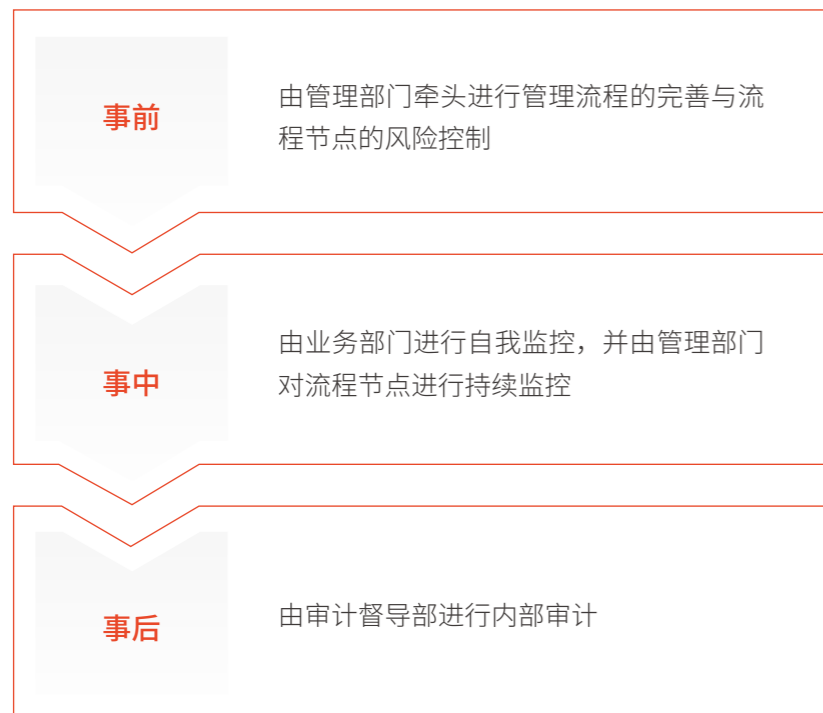 事前
由管理部门牵头进行管理流程的完善与流
程节点的风险控制
事中
由业务部门进行自我监控，并由管理部门
对流程节点进行持续监控
事后
由审计督导部进行内部审计